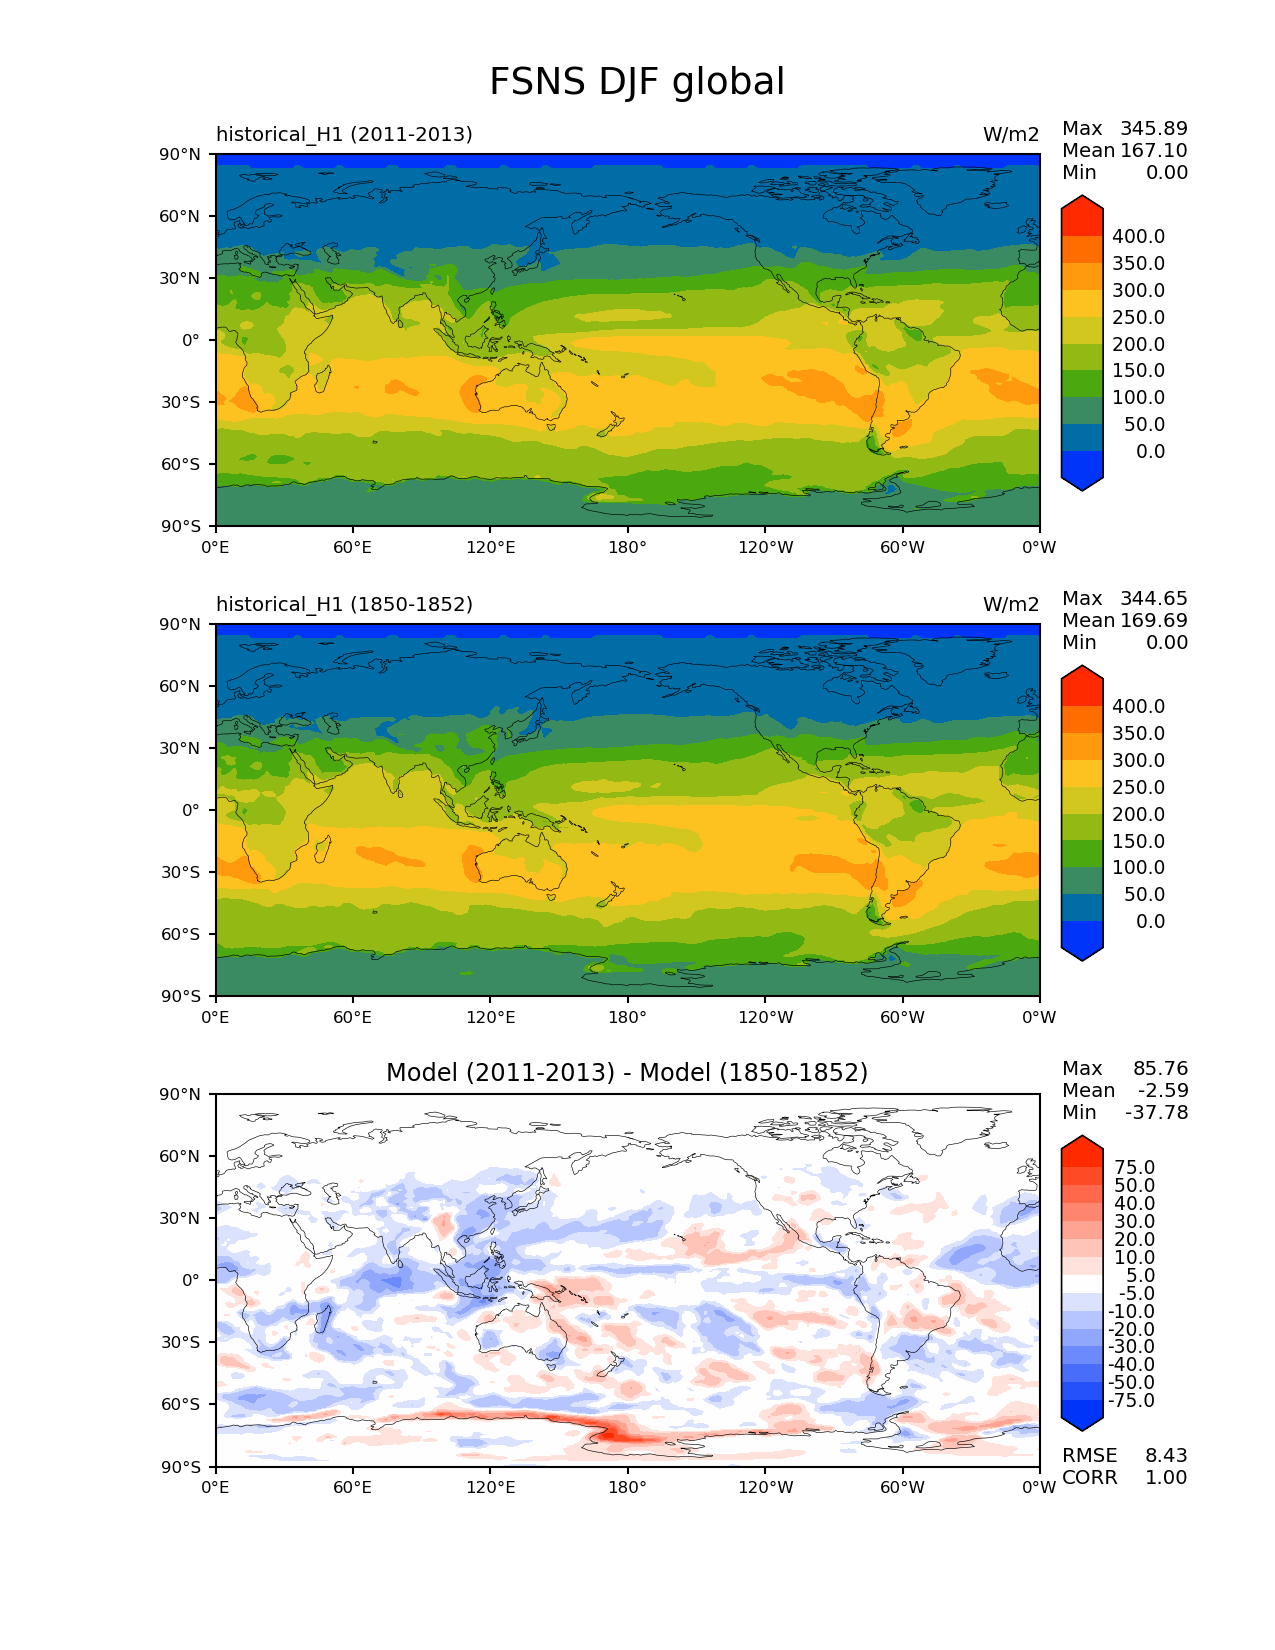 FSNS DJF global
historical_H1 (2011-2013) W/m2
Max 345.89
Mean 167.10
Min 0.00
90°N
60°N
30°N
0°
30°S
60°S
90°S
0°E 60°E 120°E 180° 120°W 60°W 0°W
400.0
350.0
300.0
250.0
200.0
150.0
100.0
50.0
0.0
historical_H1 (1850-1852) W/m2
Max 344.65
Mean 169.69
Min 0.00
90°N
60°N
30°N
0°
30°S
60°S
90°S
0°E 60°E 120°E 180° 120°W 60°W 0°W
400.0
350.0
300.0
250.0
200.0
150.0
100.0
50.0
0.0
Model (2011-2013) - Model (1850-1852)
Max 85.76
Mean -2.59
Min -37.78
90°N
60°N
30°N
0°
30°S
60°S
90°S
0°E 60°E 120°E 180° 120°W 60°W 0°W
75.0
50.0
40.0
30.0
20.0
10.0
5.0
-5.0
-10.0
-20.0
-30.0
-40.0
-50.0
-75.0
RMSE 8.43
CORR 1.00